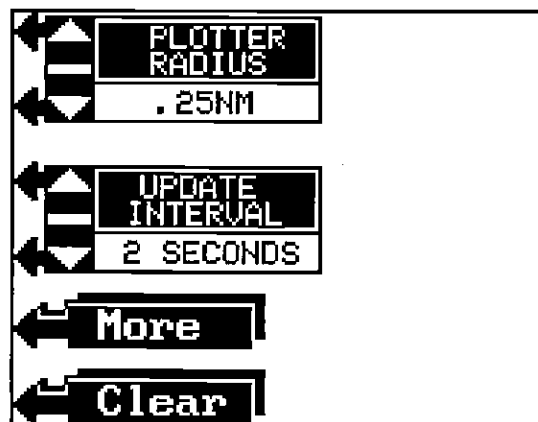 PLOTTER
RADIUS
.25NM
UPDATE
INTERVAL
2 SECONDS
More
Clear